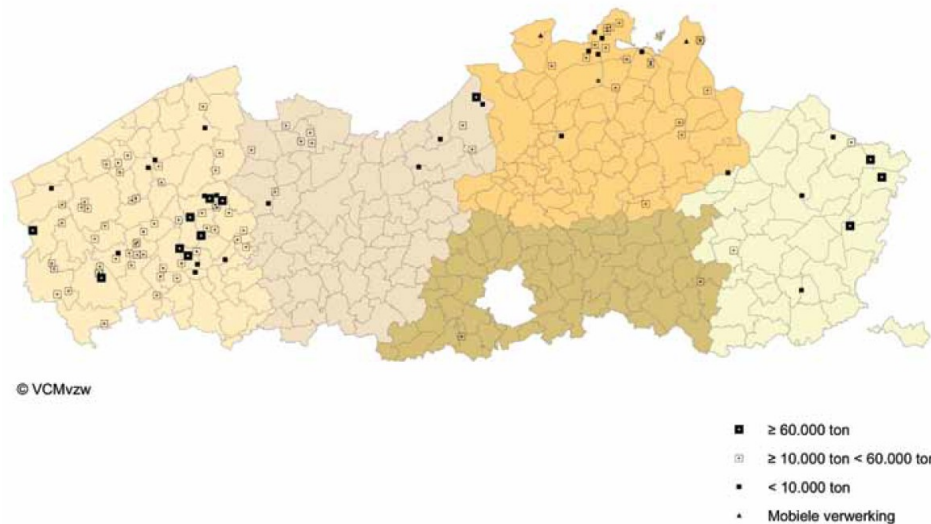 © VCMvzw
≥ 60.000 ton
≥ 10.000 ton < 60.000 ton
< 10.000 ton
Mobiele verwerking